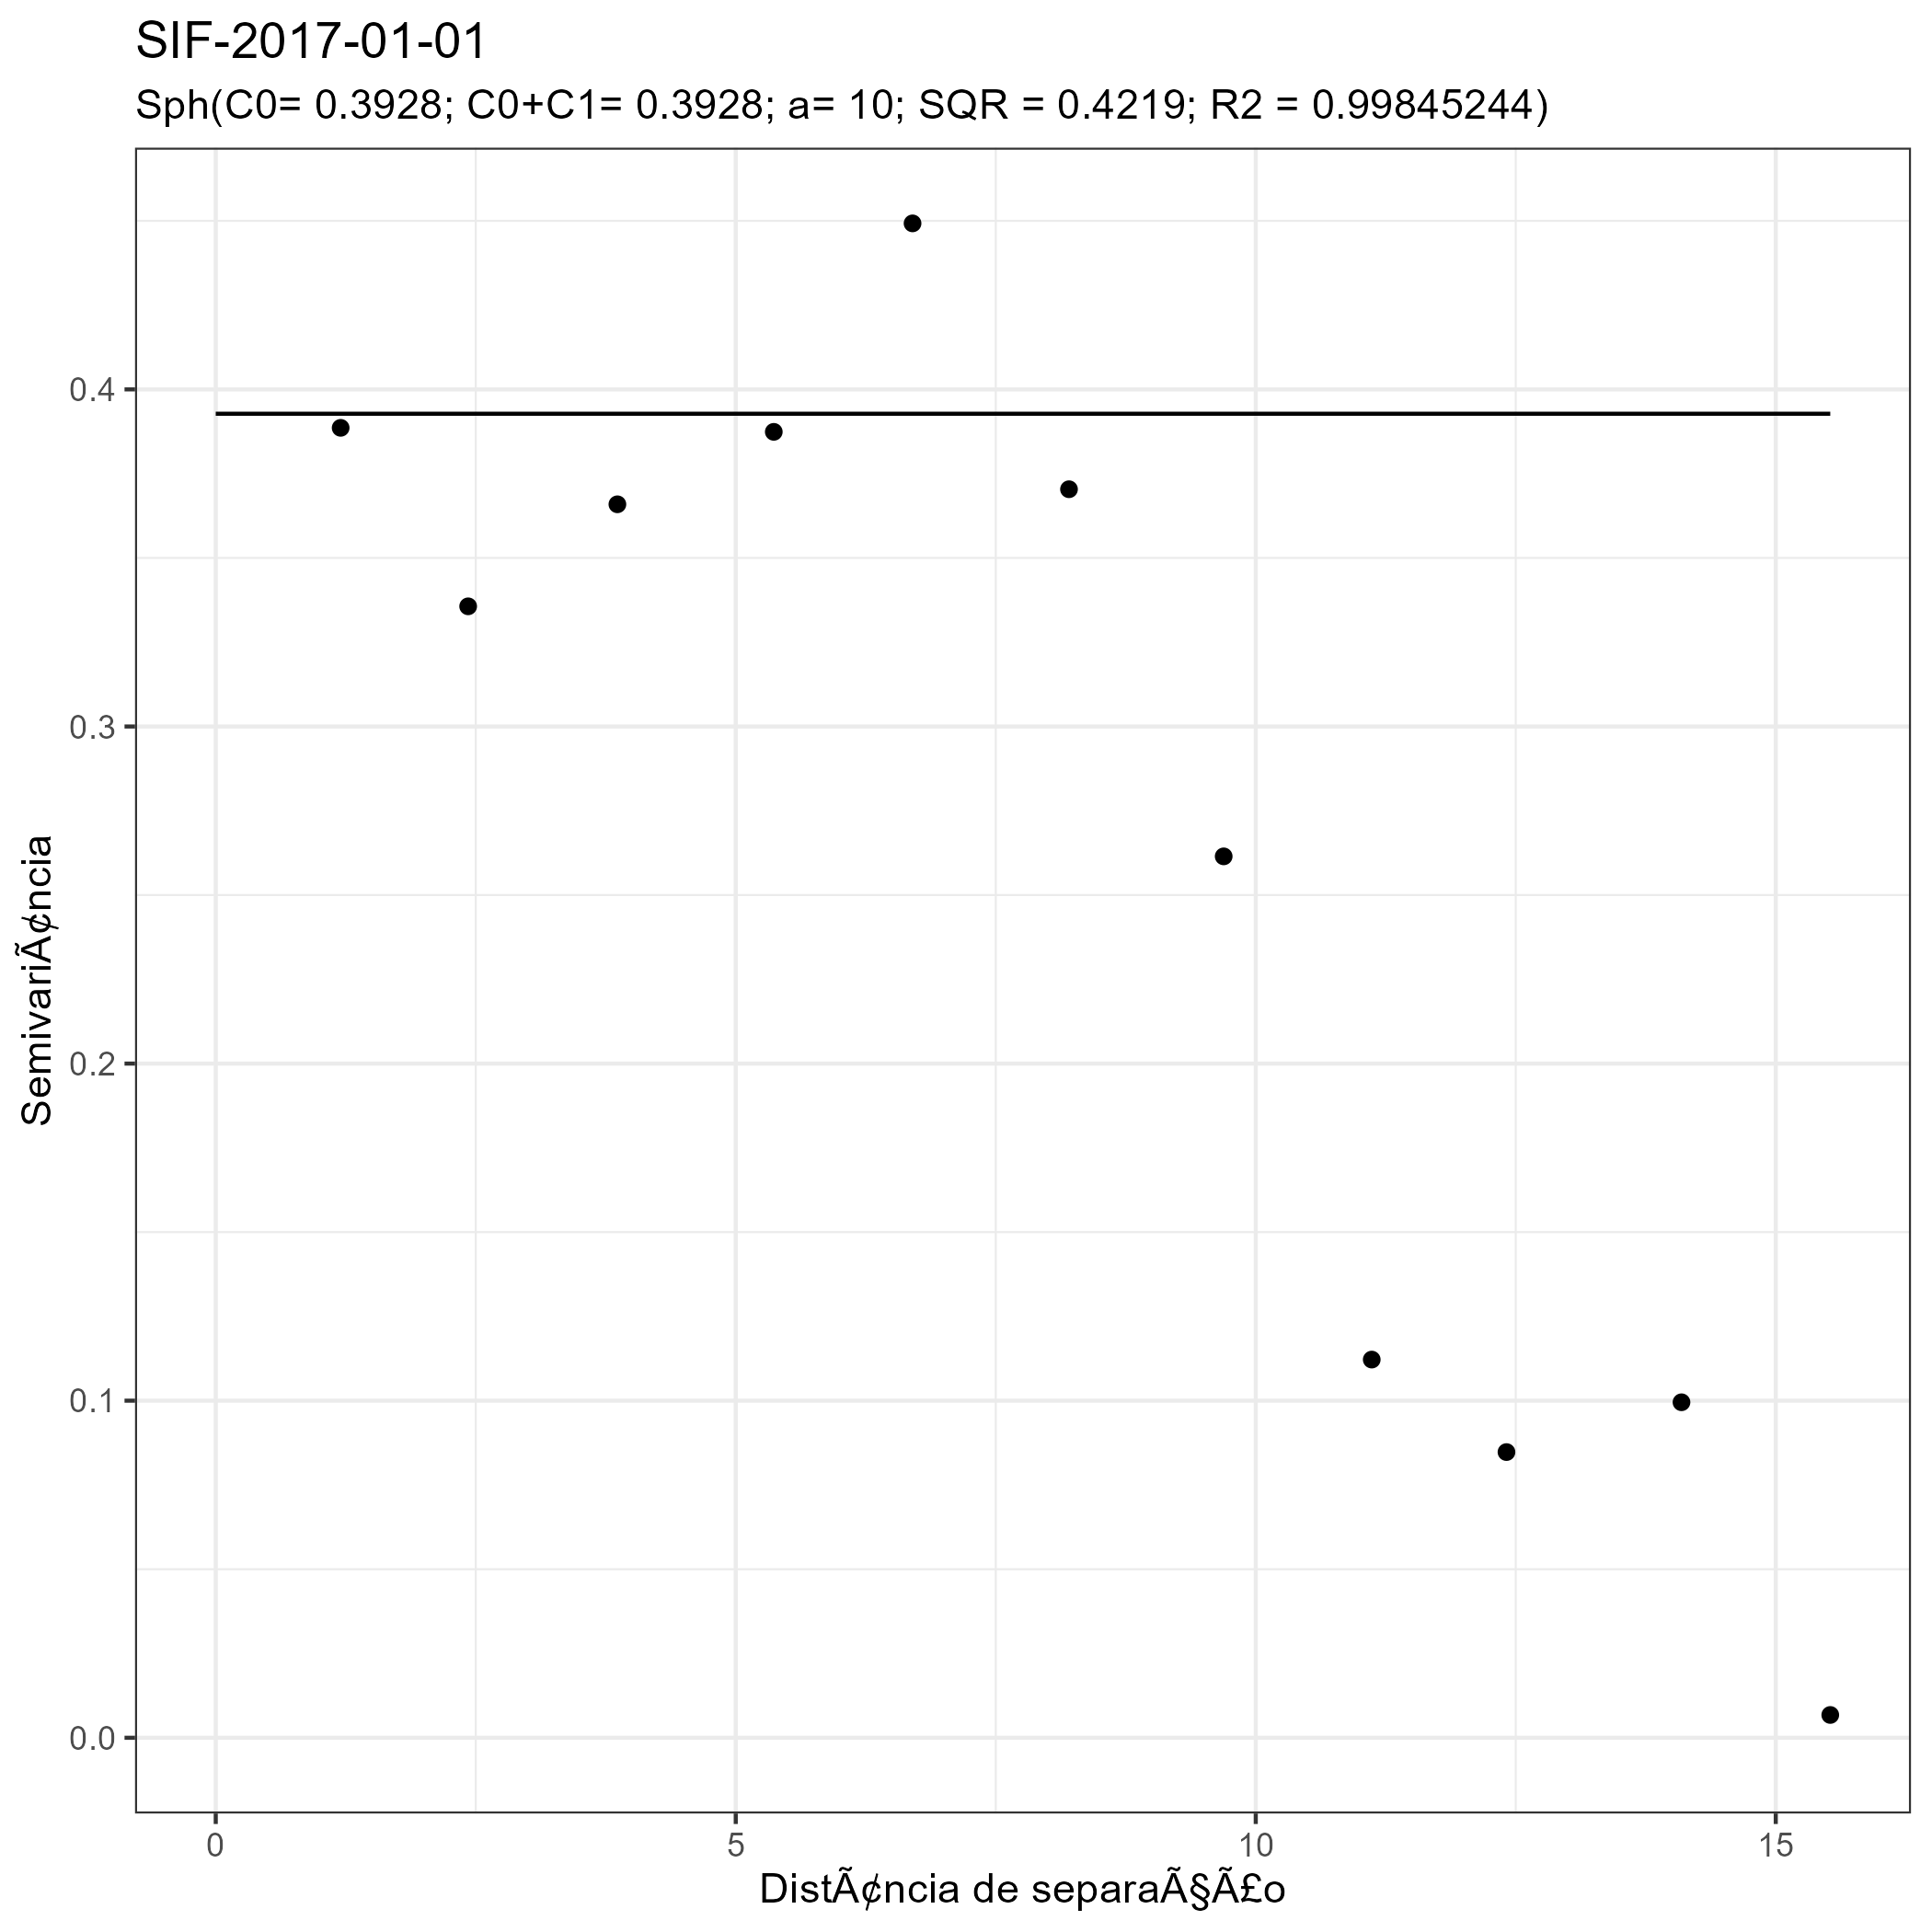 SIF-2017-01-01
Sph(C0= 0.3928; C0+C1= 0.3928; a= 10; SQR = 0.4219; R2 = 0.99845244)
SemivariÃ¢ncia
0.4
0.3
0.2
0.1
0.0
0 5 10 15
DistÃ¢ncia de separaÃ§Ã£o